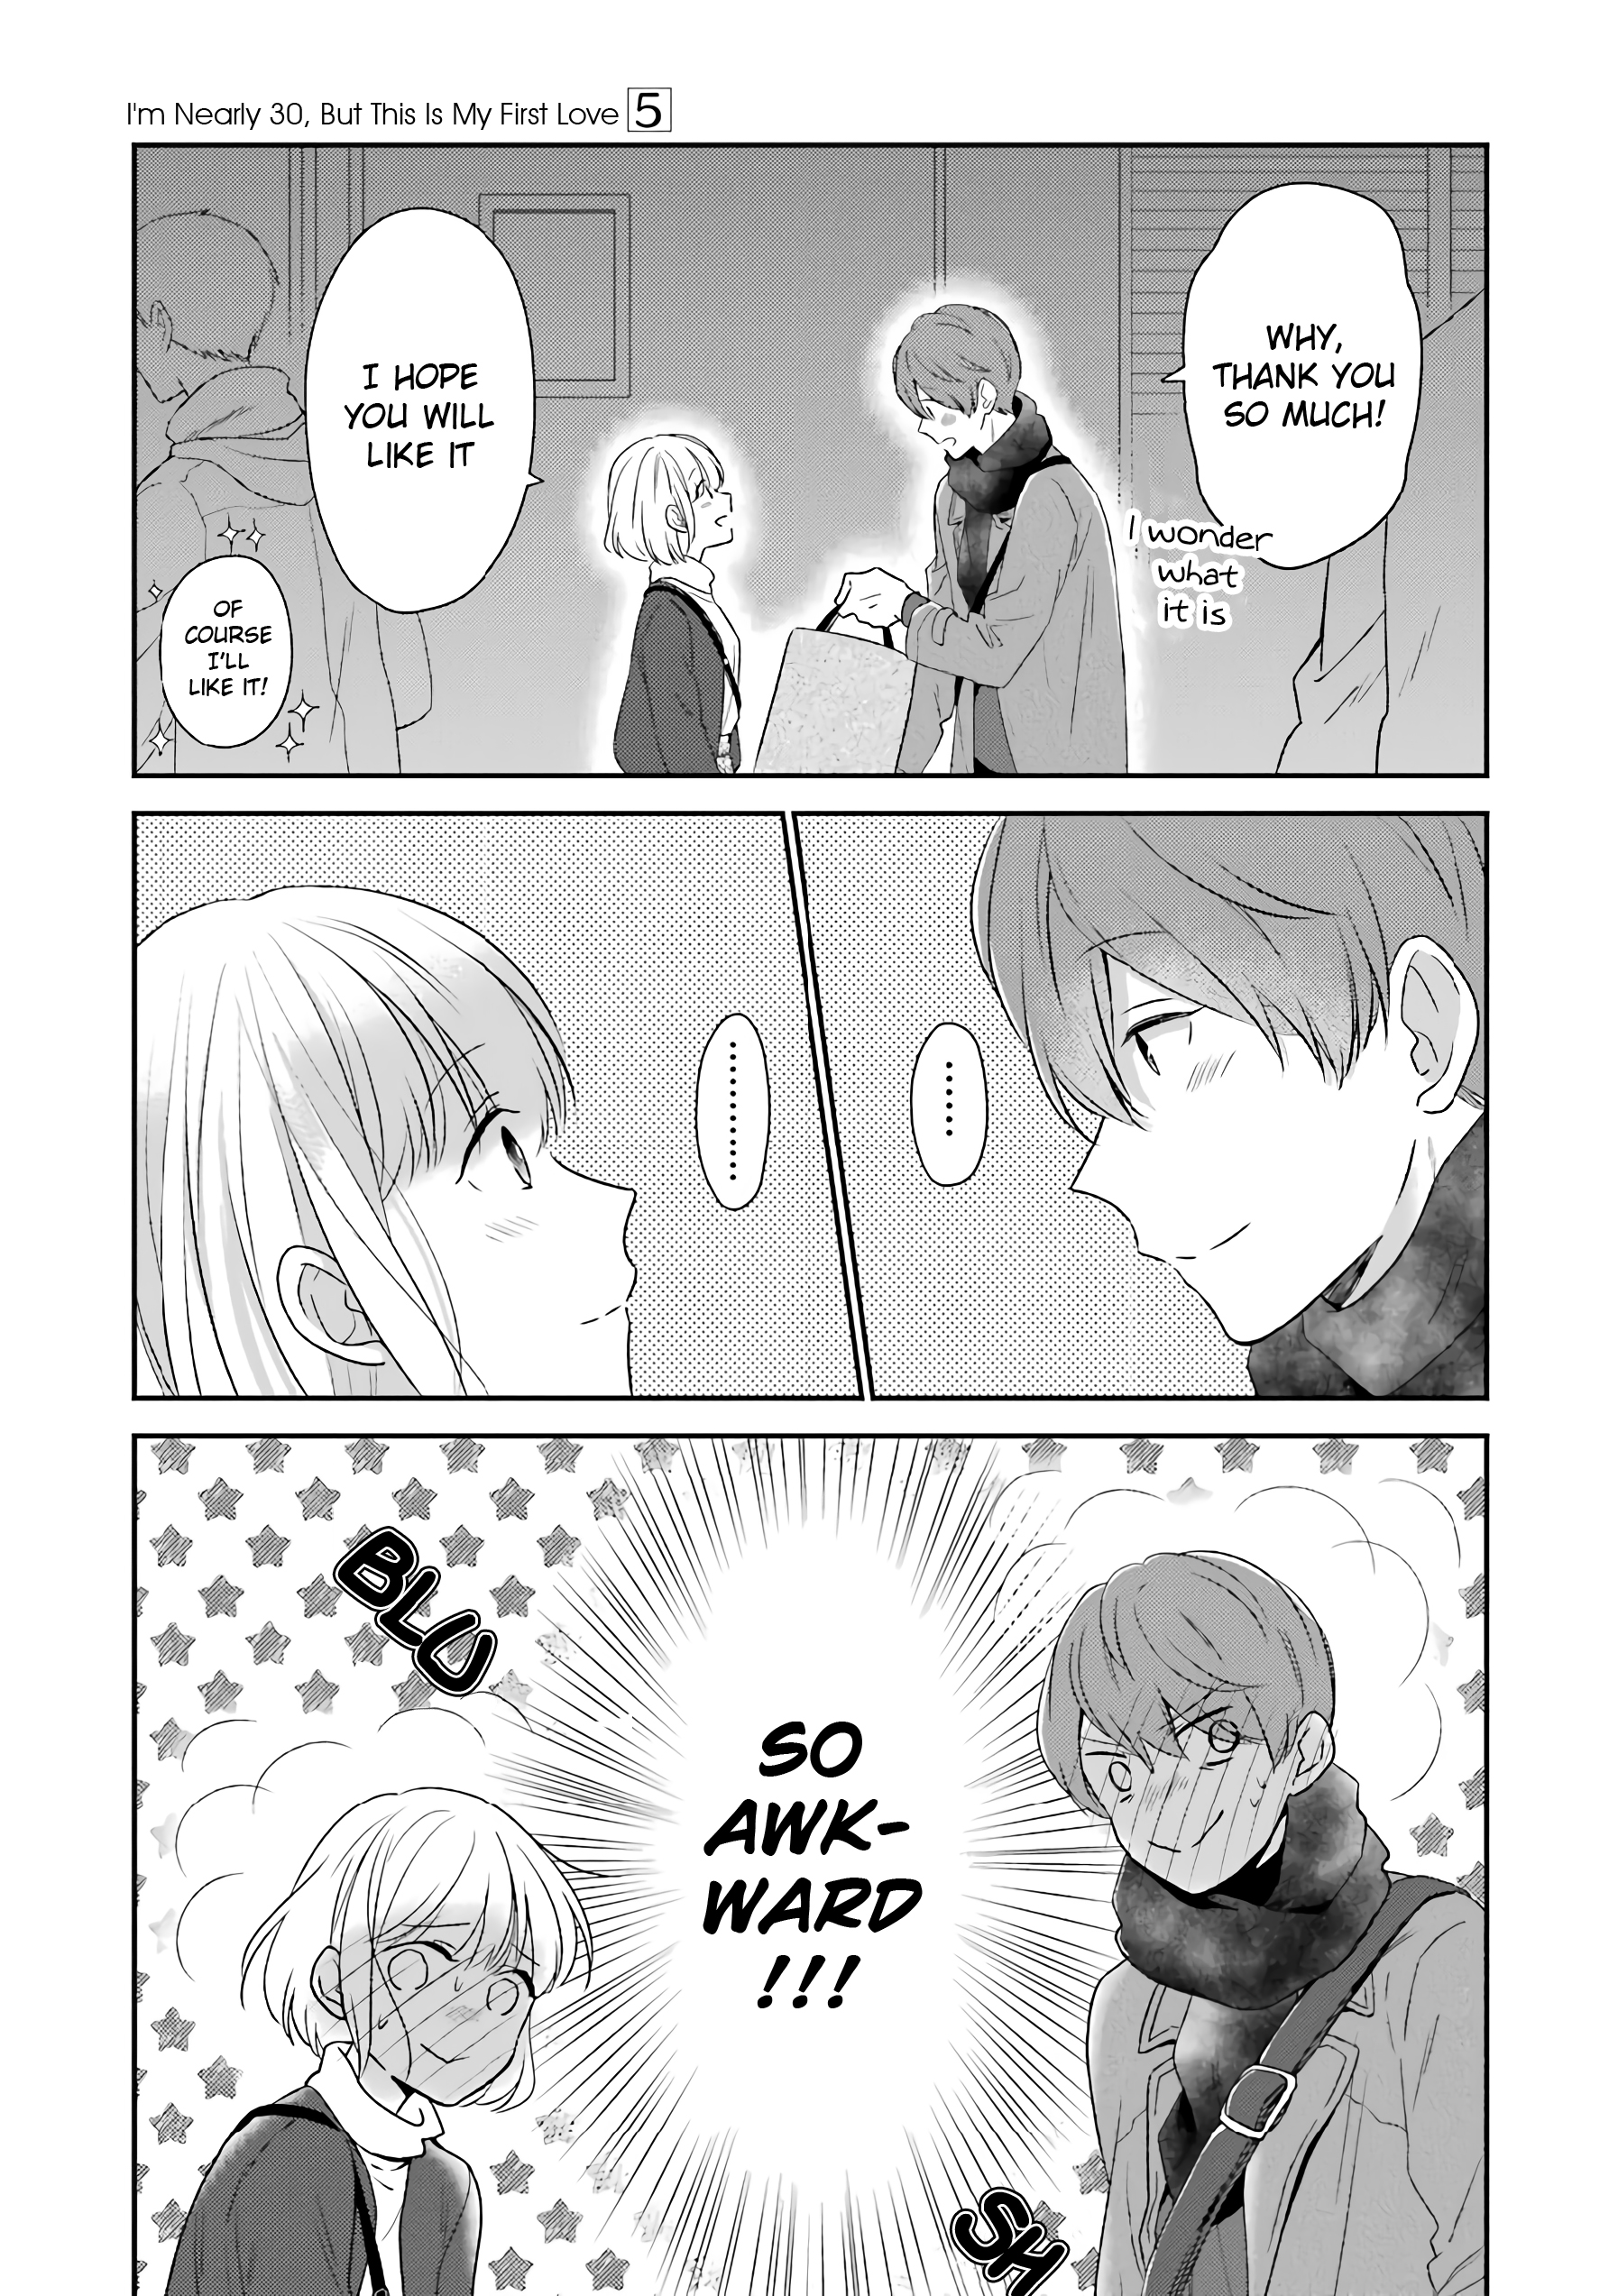 I'm Nearly 30, But This Is My First Love 5
WHY,
THANK YOU
SO MUCH!
I wonder
what
it is
I HOPE
YOU WILL
LIKE IT
OF
COURSE
I'LL
LIKE IT!
.....
..........
BLU
SO
AWK-
WARD
!!!
SH